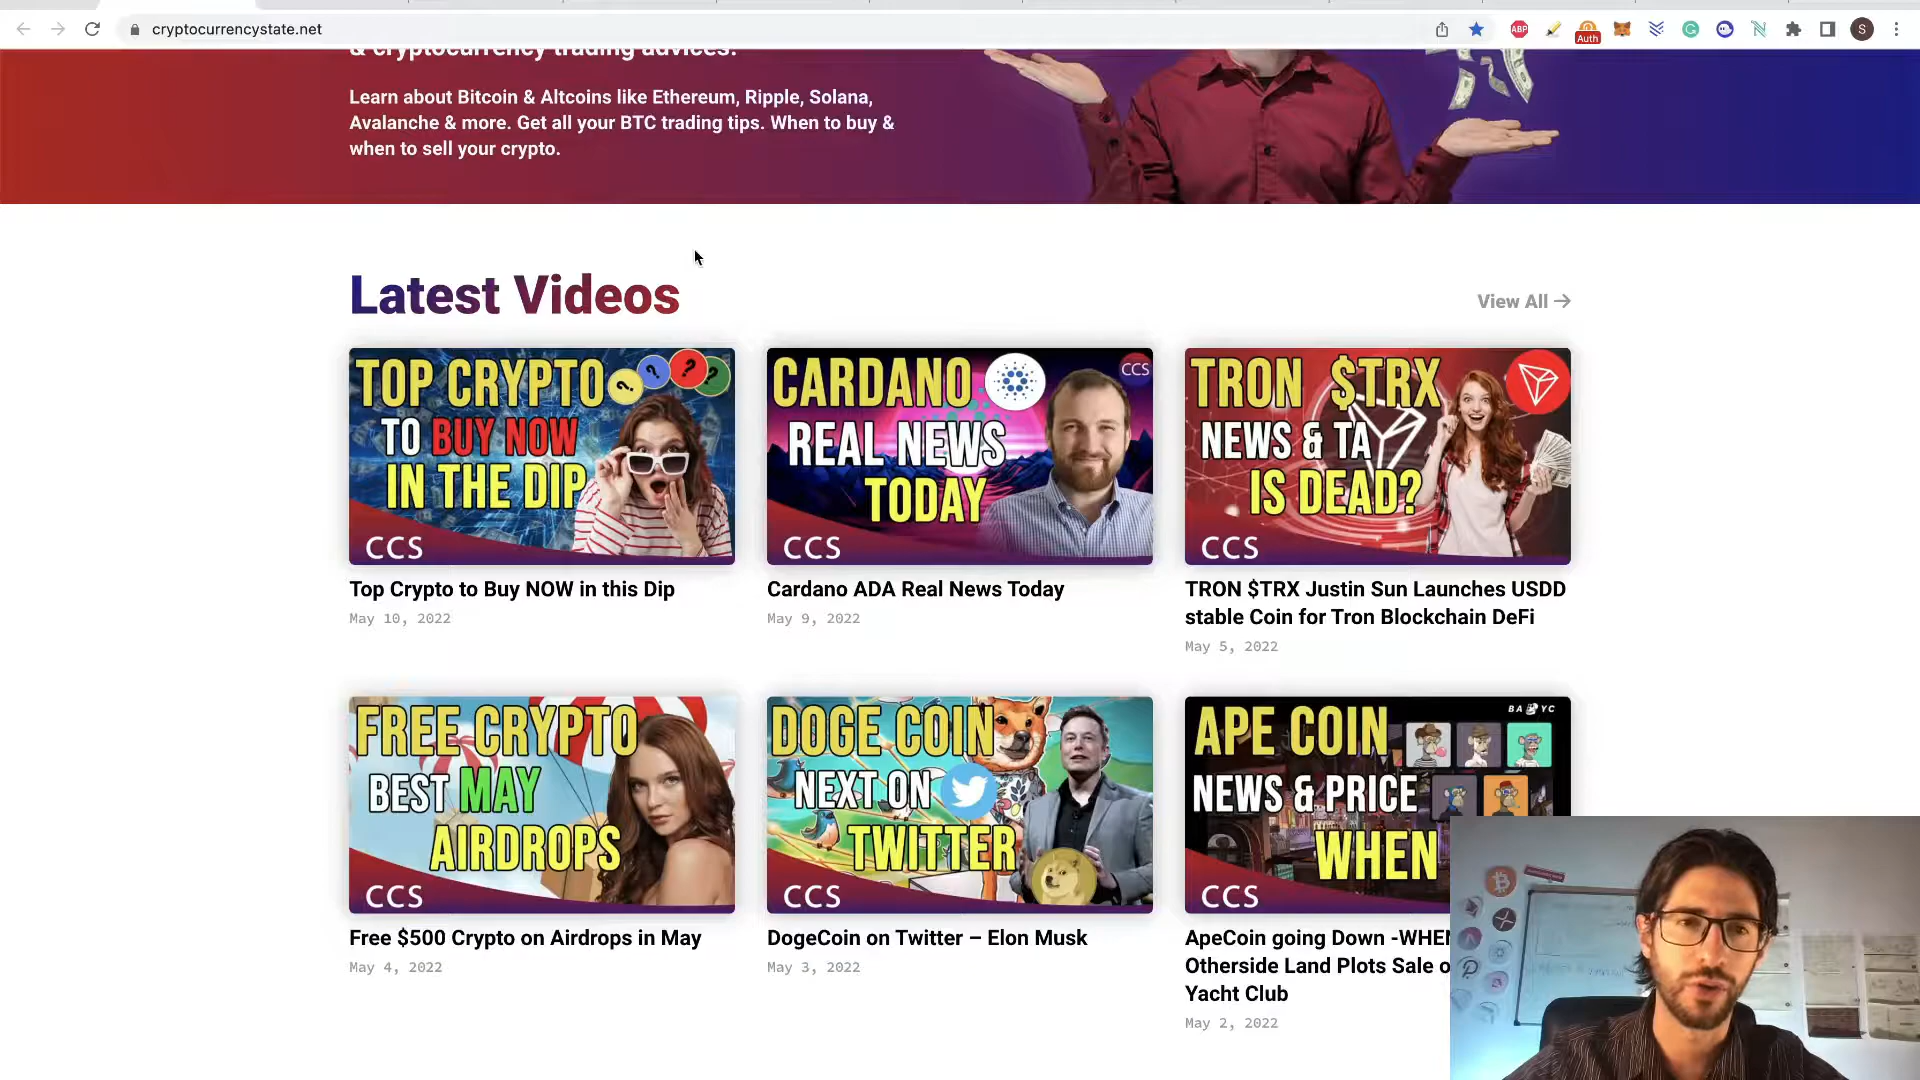 cryptocurrencystate.net
ABP
Auth
S
& cryptocurrency trading advices.
Learn about Bitcoin & Altcoins like Ethereum, Ripple, Solana,
Avalanche & more. Get all your BTC trading tips. When to buy &
when to sell your crypto.
Latest Videos
View All →
TOP CRYPTO
TO BUY NOW
IN THE DIP
CCS
Top Crypto to Buy NOW in this Dip
May 10, 2022
CARDANO
CCS
REAL NEWS
TODAY
CCS
Cardano ADA Real News Today
May 9, 2022
TRON $TRX
NEWS & TA
IS DEAD?
CCS
TRON $TRX Justin Sun Launches USDD
stable Coin for Tron Blockchain DeFi
May 5, 2022
FREE CRYPTO
BEST MAY
AIRDROPS
CCS
Free $500 Crypto on Airdrops in May
May 4, 2022
DOGE COIN
NEXT ON
TWITTER
CCS
DogeCoin on Twitter – Elon Musk
May 3, 2022
BA YC
APE COIN
NEWS & PRICE
WHEN
CCS
ApeCoin going Down -WHEN
Otherside Land Plots Sale
Yacht Club
May 2, 2022